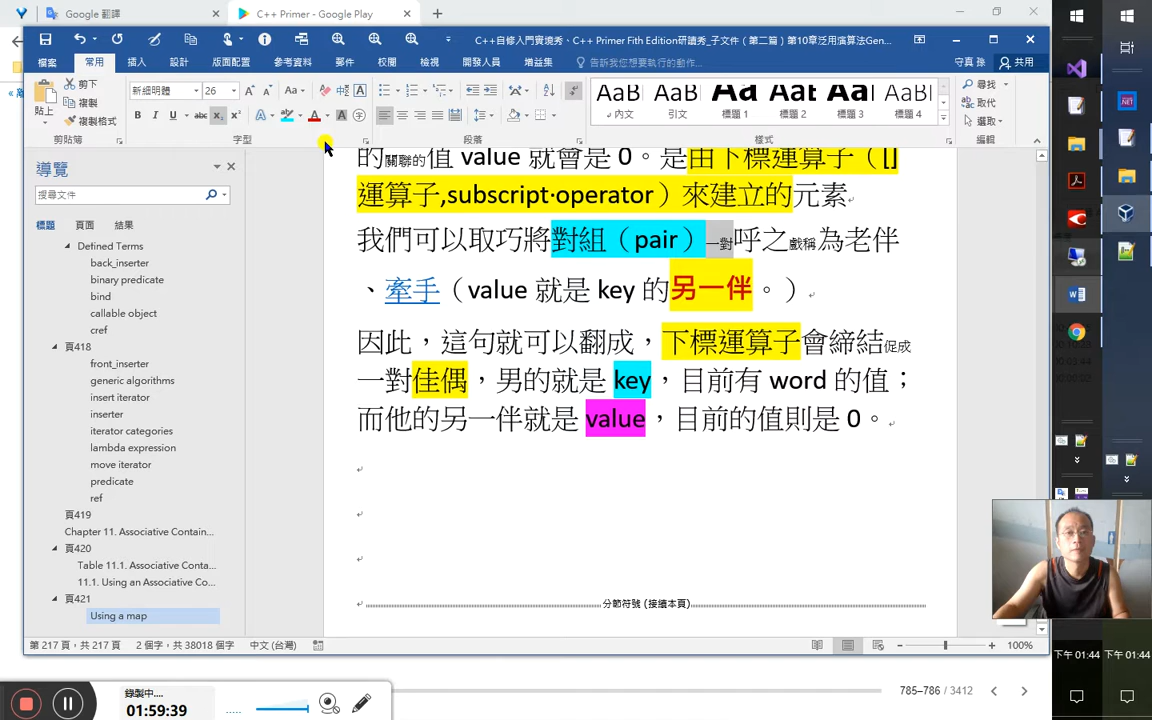 Google 翻譯
C++ Primer - Google Play
C++自修入門實境秀、C++ Primer Fifth Edition研讀秀_子文件（第二篇）第10章泛用演算法Gen...
檔案 常用 插入 設計 版面配置 參考資料 郵件 校閱 檢視 開發人員 增益集 告訴我您想要執行的動作... 守真 孫 共用
貼上 剪下 新細明體 26 尋找
複製 取代
複製格式 選取
AaB AaB Aa AaB AaB AaBbC
內文 引文 標題 1 標題 2 標題 3 標題 4
剪貼簿 字型 段落 樣式 編輯
導覽
搜尋文件
標題 頁面 結果
Defined Terms
back_inserter
binary predicate
bind
callable object
cref
頁418
front_inserter
generic algorithms
insert iterator
inserter
iterator categories
lambda expression
move iterator
predicate
ref
頁419
Chapter 11. Associative Contain...
頁420
Table 11.1. Associative Conta...
11.1. Using an Associative Co...
頁421
Using a map
的關聯的值 value 就會是 0。是由下標運算子（[]
運算子,subscript·operator）來建立的元素
我們可以取巧將對組（pair）一對呼之戲稱為老伴
、牽手（value 就是 key 的另一伴。）
因此，這句就可以翻成，下標運算子會締結促成
一對佳偶，男的就是 key，目前有 word 的值；
而他的另一伴就是 value，目前的值則是 0。
分節符號 (接續本頁)
第 217 頁，共 217 頁 2 個字，共 38018 個字 中文 (台灣) 100%
錄製中...
01:59:39
785–786 / 3412
下午 01:44 下午 01:44